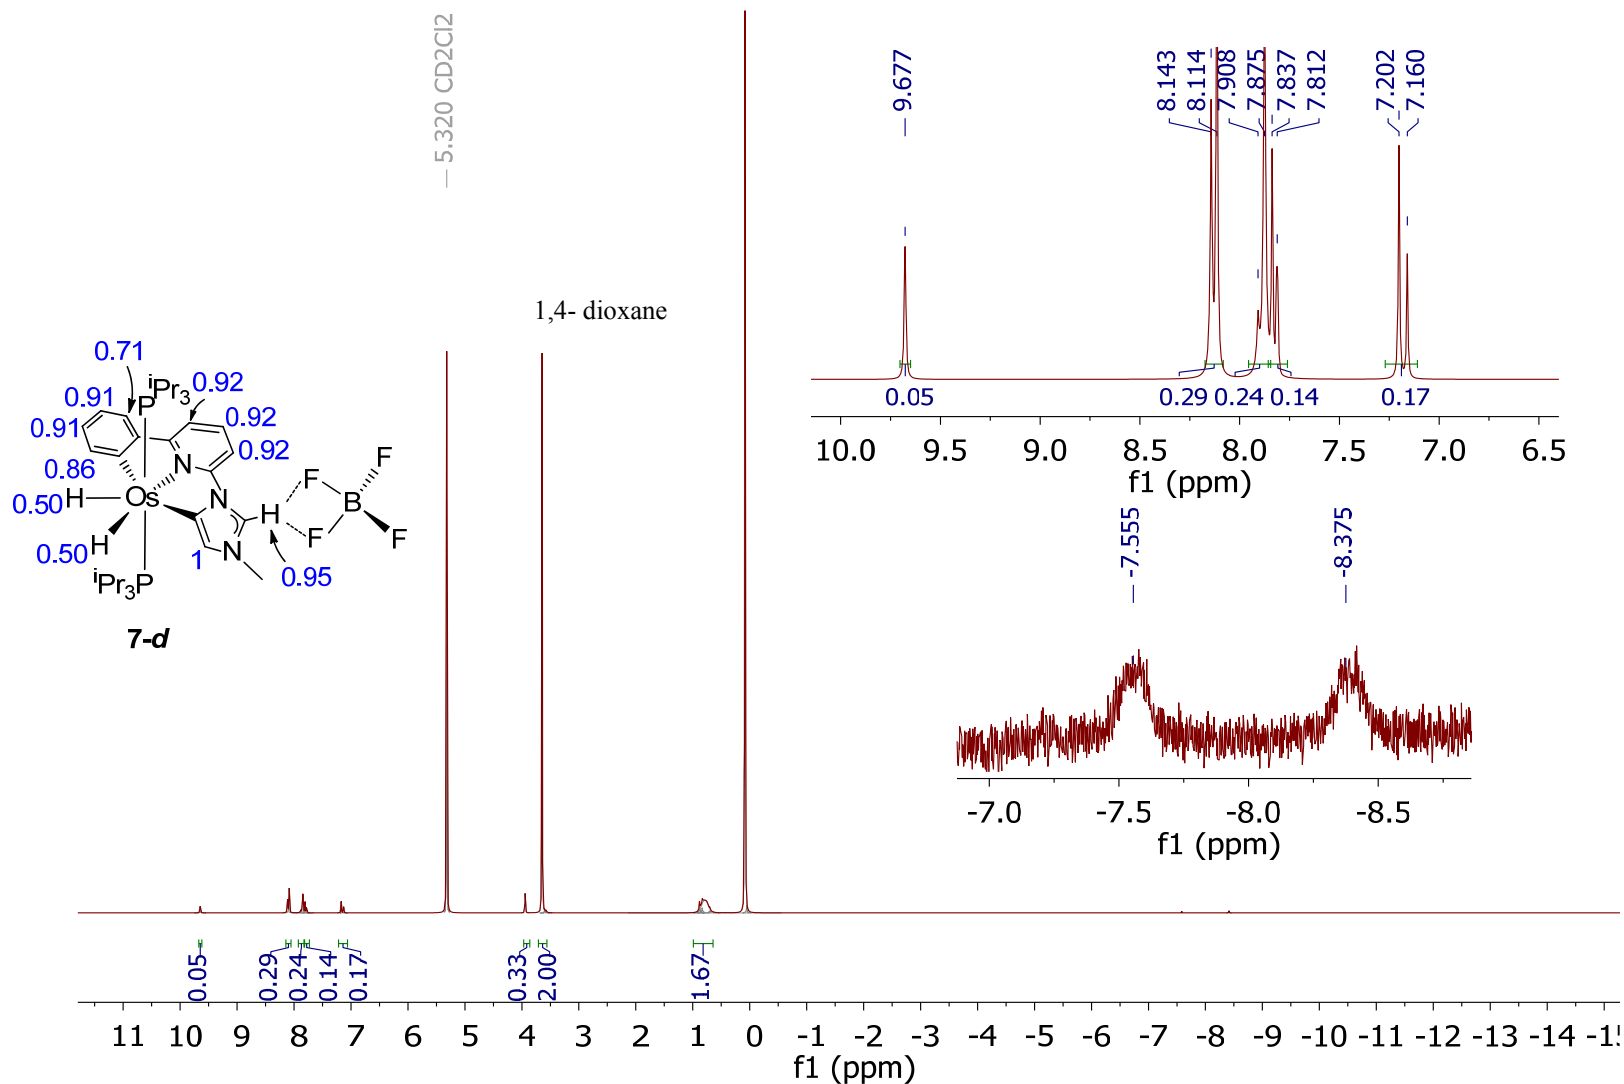 5.320 CD2Cl2
1,4- dioxane
9.677
8.143
8.114
7.908
7.875
7.837
7.812
7.202
7.160
0.05
0.29
0.24
0.14
0.17
10.0 9.5 9.0 8.5 8.0 7.5 7.0 6.5
f1 (ppm)
-7.555
-8.375
-7.0 -7.5 -8.0 -8.5
f1 (ppm)
0.71
iPr3P
0.92
0.91
0.91
0.92
0.92
0.86
N
0.50 H
Os
N
H
F
F
B
F
F
0.50 H
1
N
0.95
iPr3P
7-d
0.05
0.29
0.24
0.14
0.17
0.33
2.00
1.67
11 10 9 8 7 6 5 4 3 2 1 0 -1 -2 -3 -4 -5 -6 -7 -8 -9 -10 -11 -12 -13 -14
f1 (ppm)